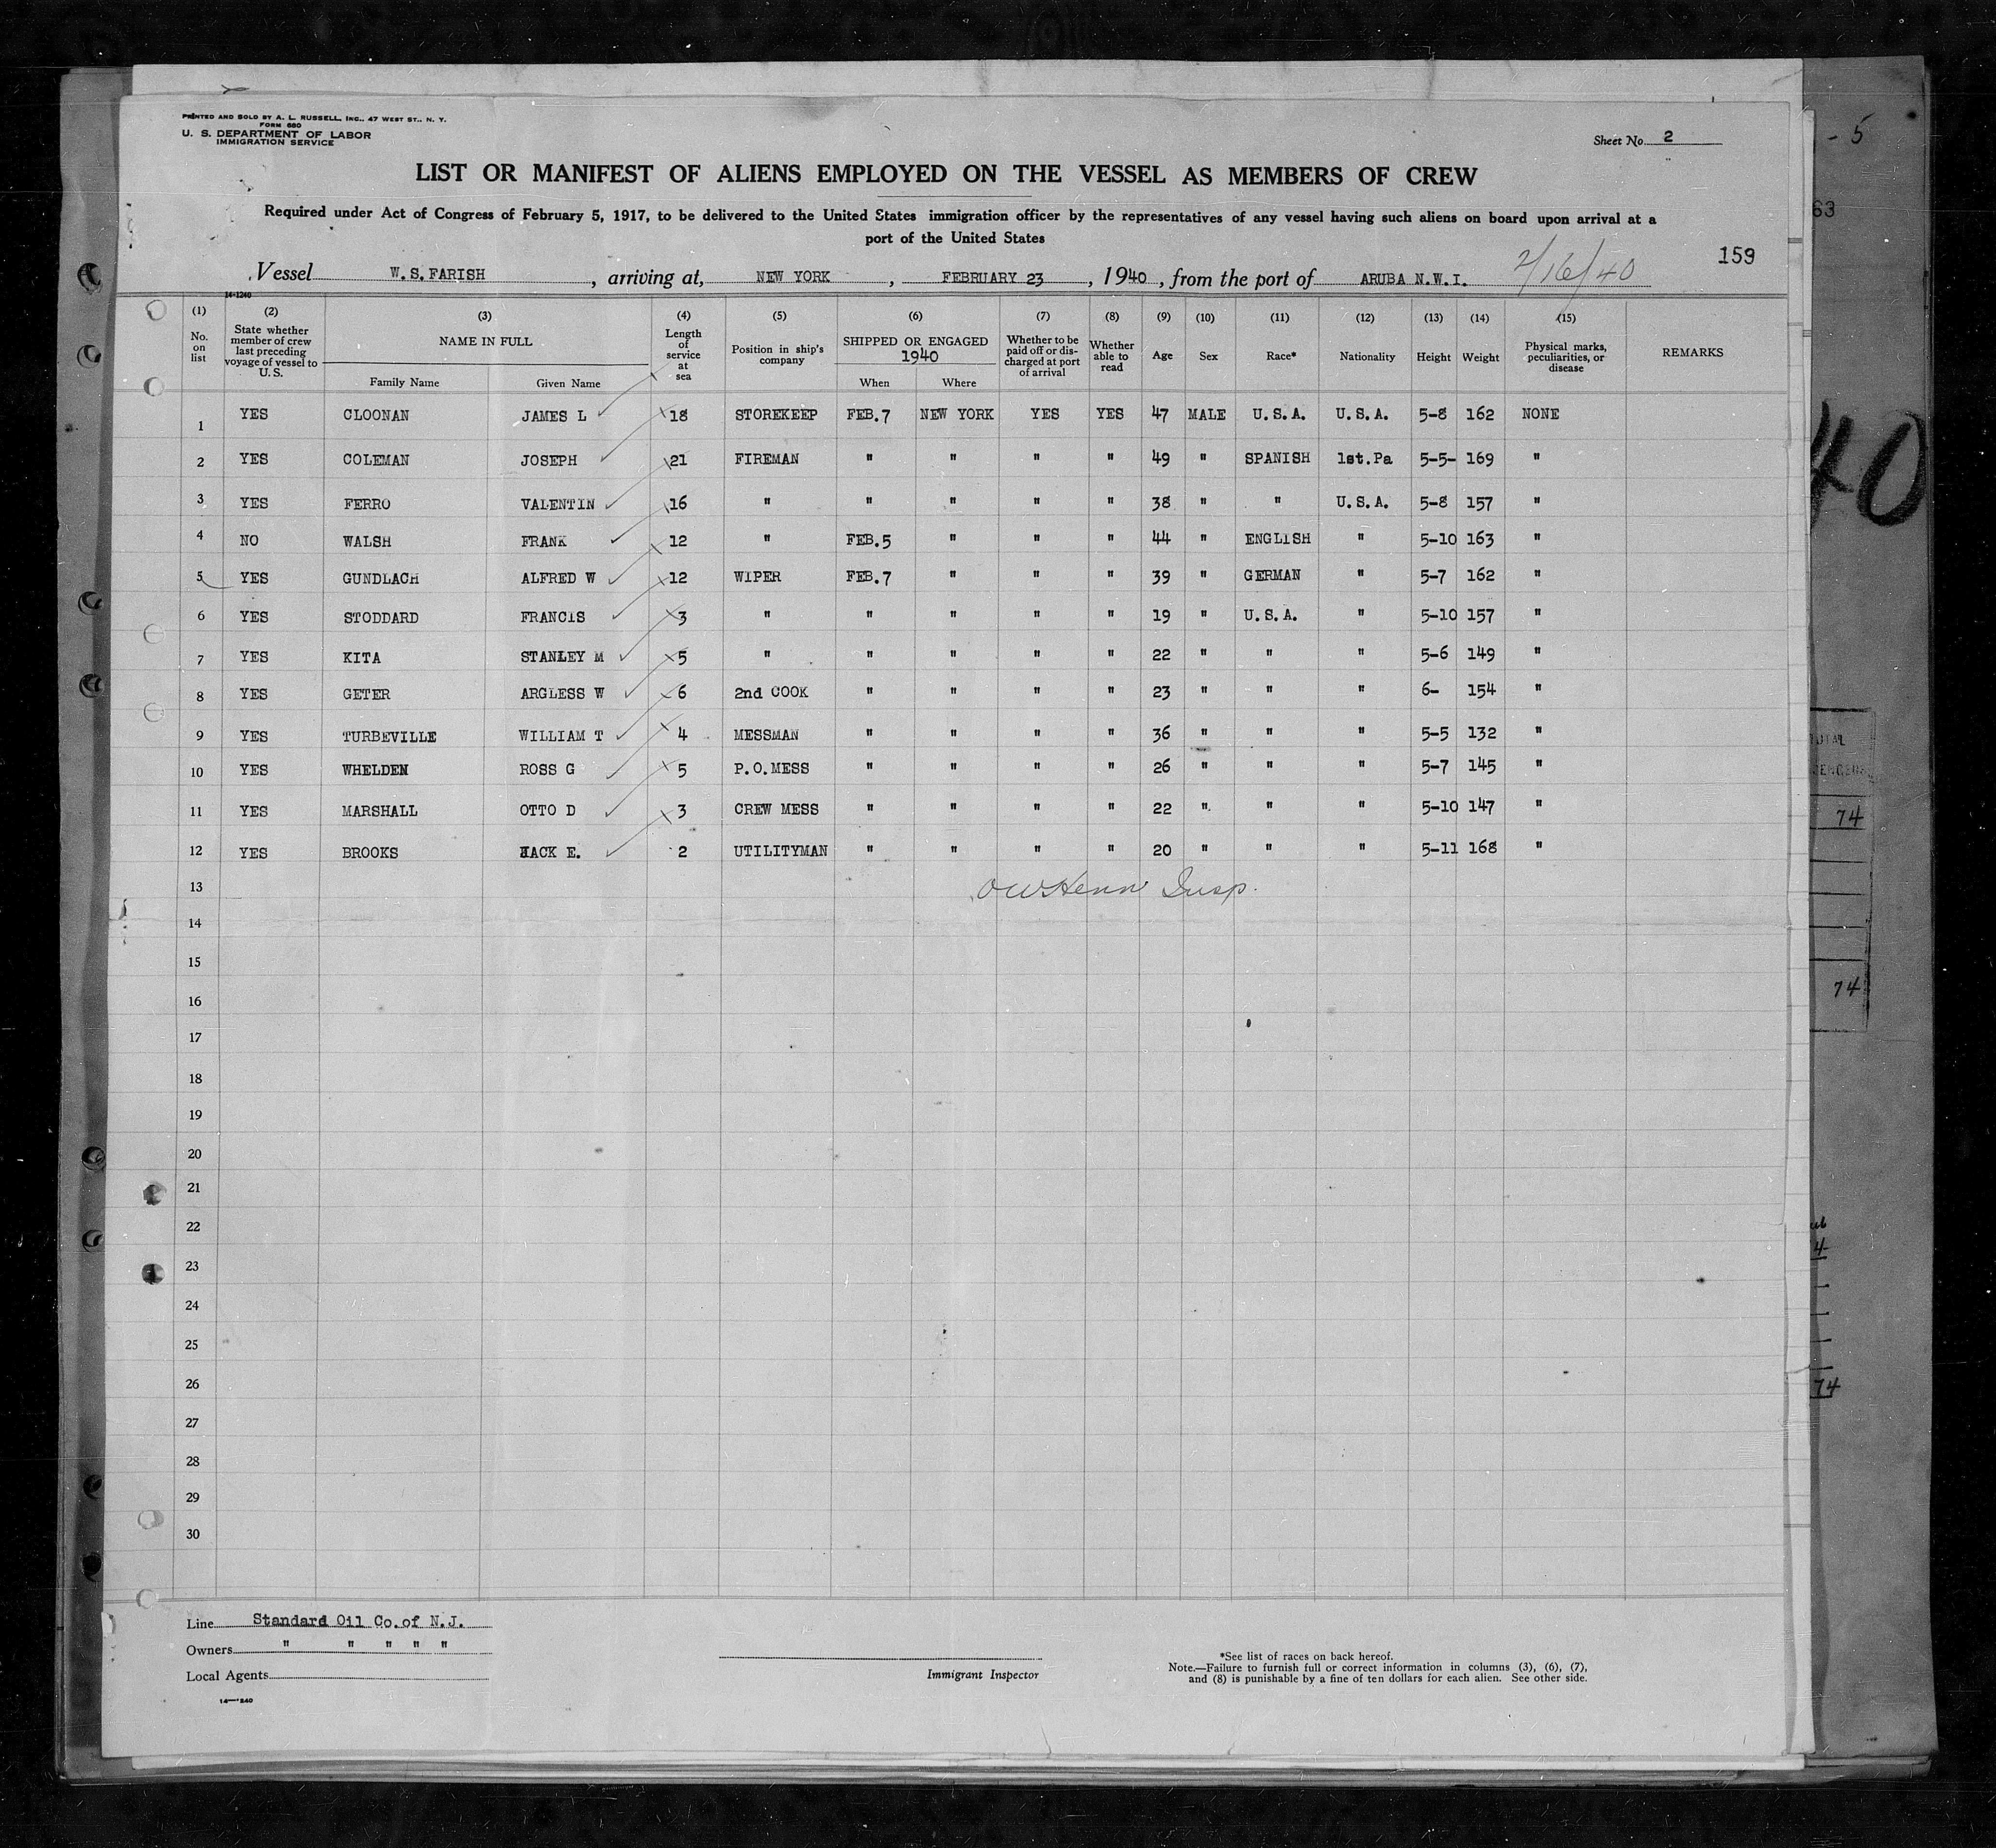 PRINTED AND SOLD BY A. L. RUSSELL, INC., 47 WEST ST., N. Y.
FORM 680
U. S. DEPARTMENT OF LABOR
IMMIGRATION SERVICE
Sheet No. 2
- 5
LIST OR MANIFEST OF ALIENS EMPLOYED ON THE VESSEL AS MEMBERS OF CREW
Required under Act of Congress of February 5, 1917, to be delivered to the United States immigration officer by the representatives of any vessel having such aliens on board upon arrival at a
port of the United States
63
159
Vessel W.S.FARISH, arriving at, NEW YORK, FEBRUARY 23, 1940, from the port of ARUBA N.W.I. 2/16/40
14-1240
(1) (2) (3) (4) (5) (6) (7) (8) (9) (10) (11) (12) (13) (14) (15)
No. on list
State whether member of crew last preceding voyage of vessel to U. S.
NAME IN FULL
Family Name
Given Name
Length of service at sea
Position in ship's company
SHIPPED OR ENGAGED
1940
When
Where
Whether to be paid off or discharged at port of arrival
Whether able to read
Age
Sex
Race*
Nationality
Height
Weight
Physical marks, peculiarities, or disease
REMARKS
1 YES CLOONAN JAMES L 18 STOREKEEP FEB.7 NEW YORK YES YES 47 MALE U.S.A. U.S.A. 5-8 162 NONE
2 YES COLEMAN JOSEPH 21 FIREMAN " " " " 49 " SPANISH 1st.Pa 5-5- 169 "
3 YES FERRO VALENTIN 16 " " " " " 38 " " U.S.A. 5-8 157 "
4 NO WALSH FRANK 12 " FEB.5 " " " 44 " ENGLISH " 5-10 163 "
5 YES GUNDLACH ALFRED W 12 WIPER FEB.7 " " " 39 " GERMAN " 5-7 162 "
6 YES STODDARD FRANCIS 3 " " " " " 19 " U.S.A. " 5-10 157 "
7 YES KITA STANLEY M 5 " " " " " 22 " " " 5-6 149 "
8 YES GETER ARGLESS W 6 2nd COOK " " " " 23 " " " 6- 154 "
9 YES TURBEVILLE WILLIAM T 4 MESSMAN " " " " 36 " " " 5-5 132 "
10 YES WHELDEN ROSS G 5 P.O.MESS " " " " 26 " " " 5-7 145 "
11 YES MARSHALL OTTO D 3 CREW MESS " " " " 22 " " " 5-10 147 "
12 YES BROOKS JACK E. 2 UTILITYMAN " " " " 20 " " " 5-11 168 "
13 Insp.
14
15
16
17
18
19
20
21
22
23
24
25
26
27
28
29
30
40
74
74
74
Line Standard Oil Co.of N.J.
Owners " " " " "
Local Agents
14—1240
Immigrant Inspector
*See list of races on back hereof.
Note.—Failure to furnish full or correct information in columns (3), (6), (7),
and (8) is punishable by a fine of ten dollars for each alien. See other side.